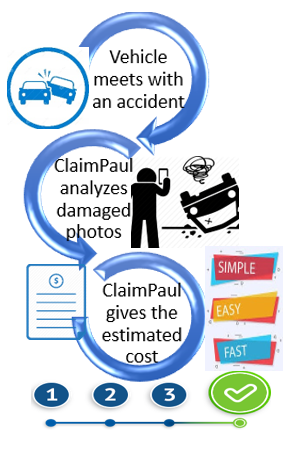 Vehicle
meets with
an accident
ClaimPaul
analyzes
damaged
photos
ClaimPaul
gives the
estimated
cost
$
SIMPLE
EASY
FAST
1 2 3